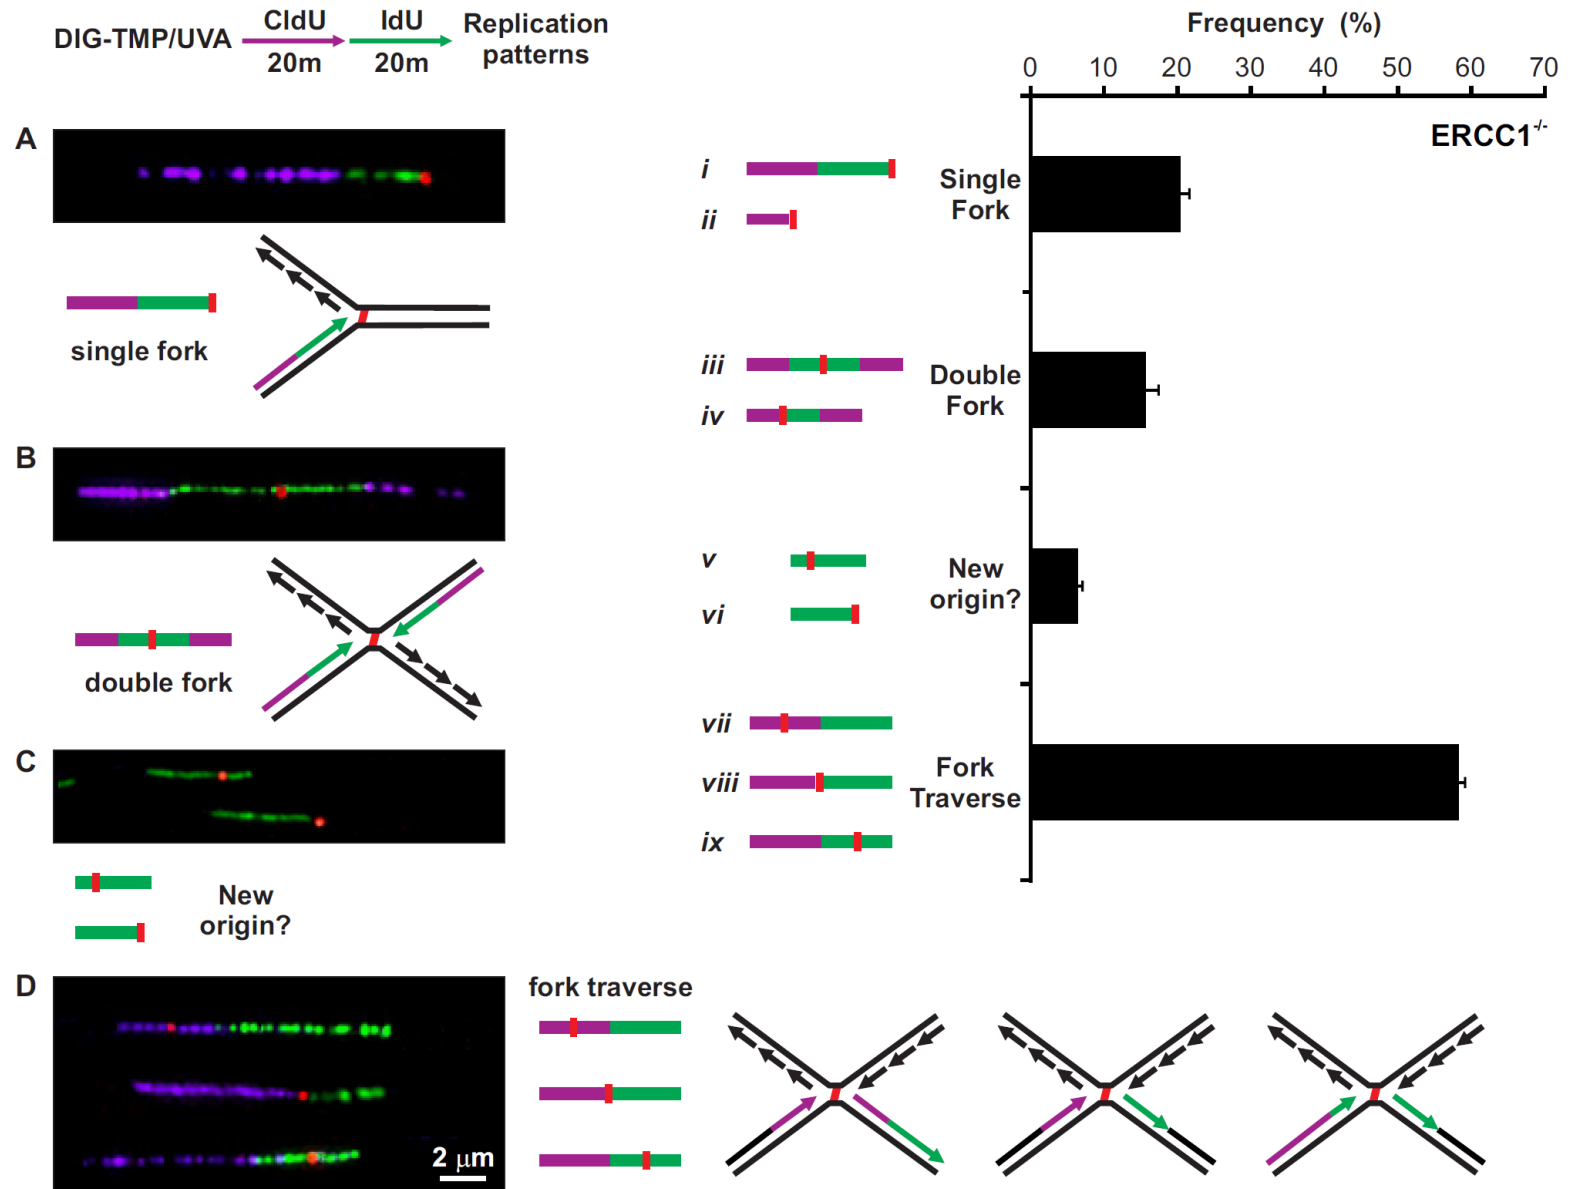 DIG-TMP/UVA
CldU
20m
IdU
20m
Replication
patterns
Frequency (%)
0 10 20 30 40 50 60 70
ERCC1-/-
A
single fork
i
ii
Single
Fork
B
double fork
iii
iv
Double
Fork
C
New
origin?
v
vi
New
origin?
vii
viii
ix
Fork
Traverse
D
2 μm
fork traverse